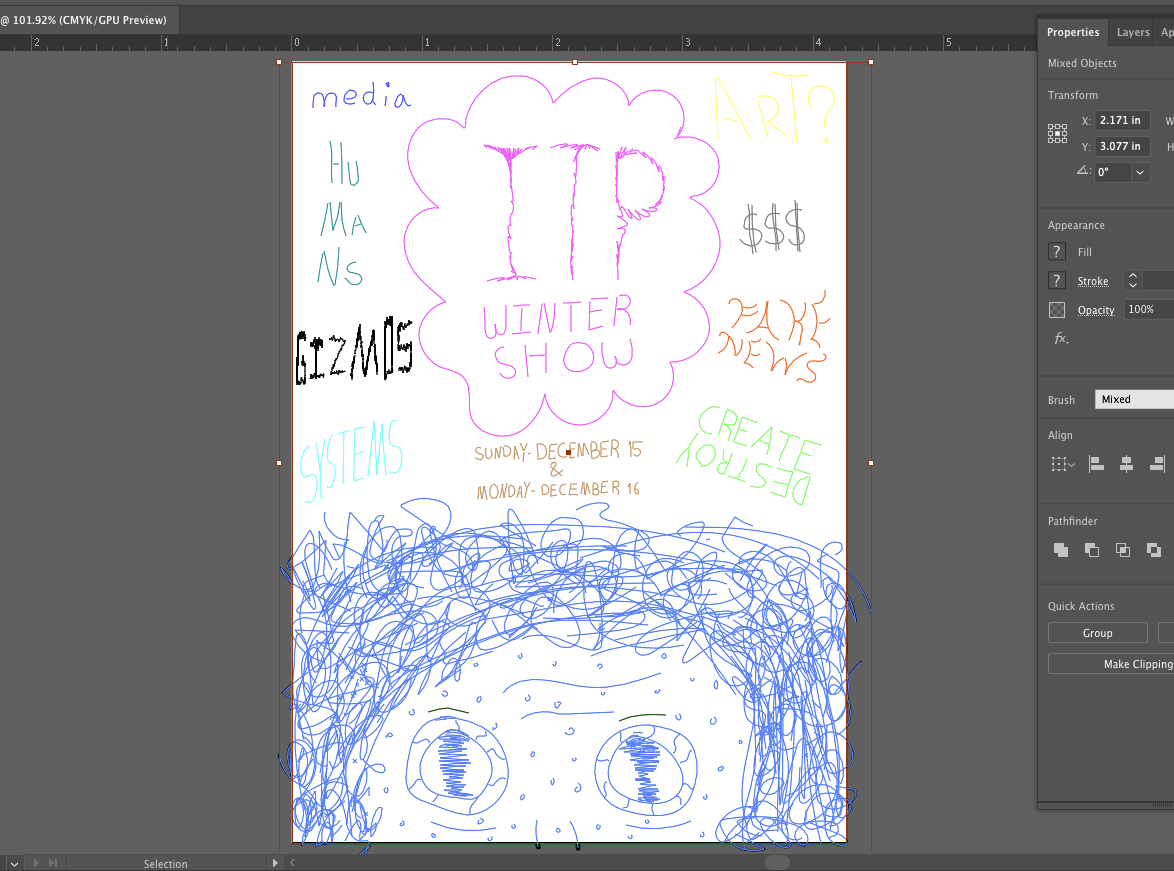 @ 101.92% (CMYK/GPU Preview)
2 1 0 1 2 3 4 5
Properties Layers Ap
Mixed Objects
Transform
X: 2.171 in W
Y: 3.077 in H
0°
Appearance
? Fill
? Stroke
Opacity 100%
fx.
Brush Mixed
Align
Pathfinder
Quick Actions
Group
Make Clipping
media
HU
MA
NS
GIZMOS
SYSTEMS
ITP
WINTER
SHOW
SUNDAY- DECEMBER 15
&
MONDAY- DECEMBER 16
ART?
$$$
FAKE
NEWS
CREATE
DESTROY
Selection